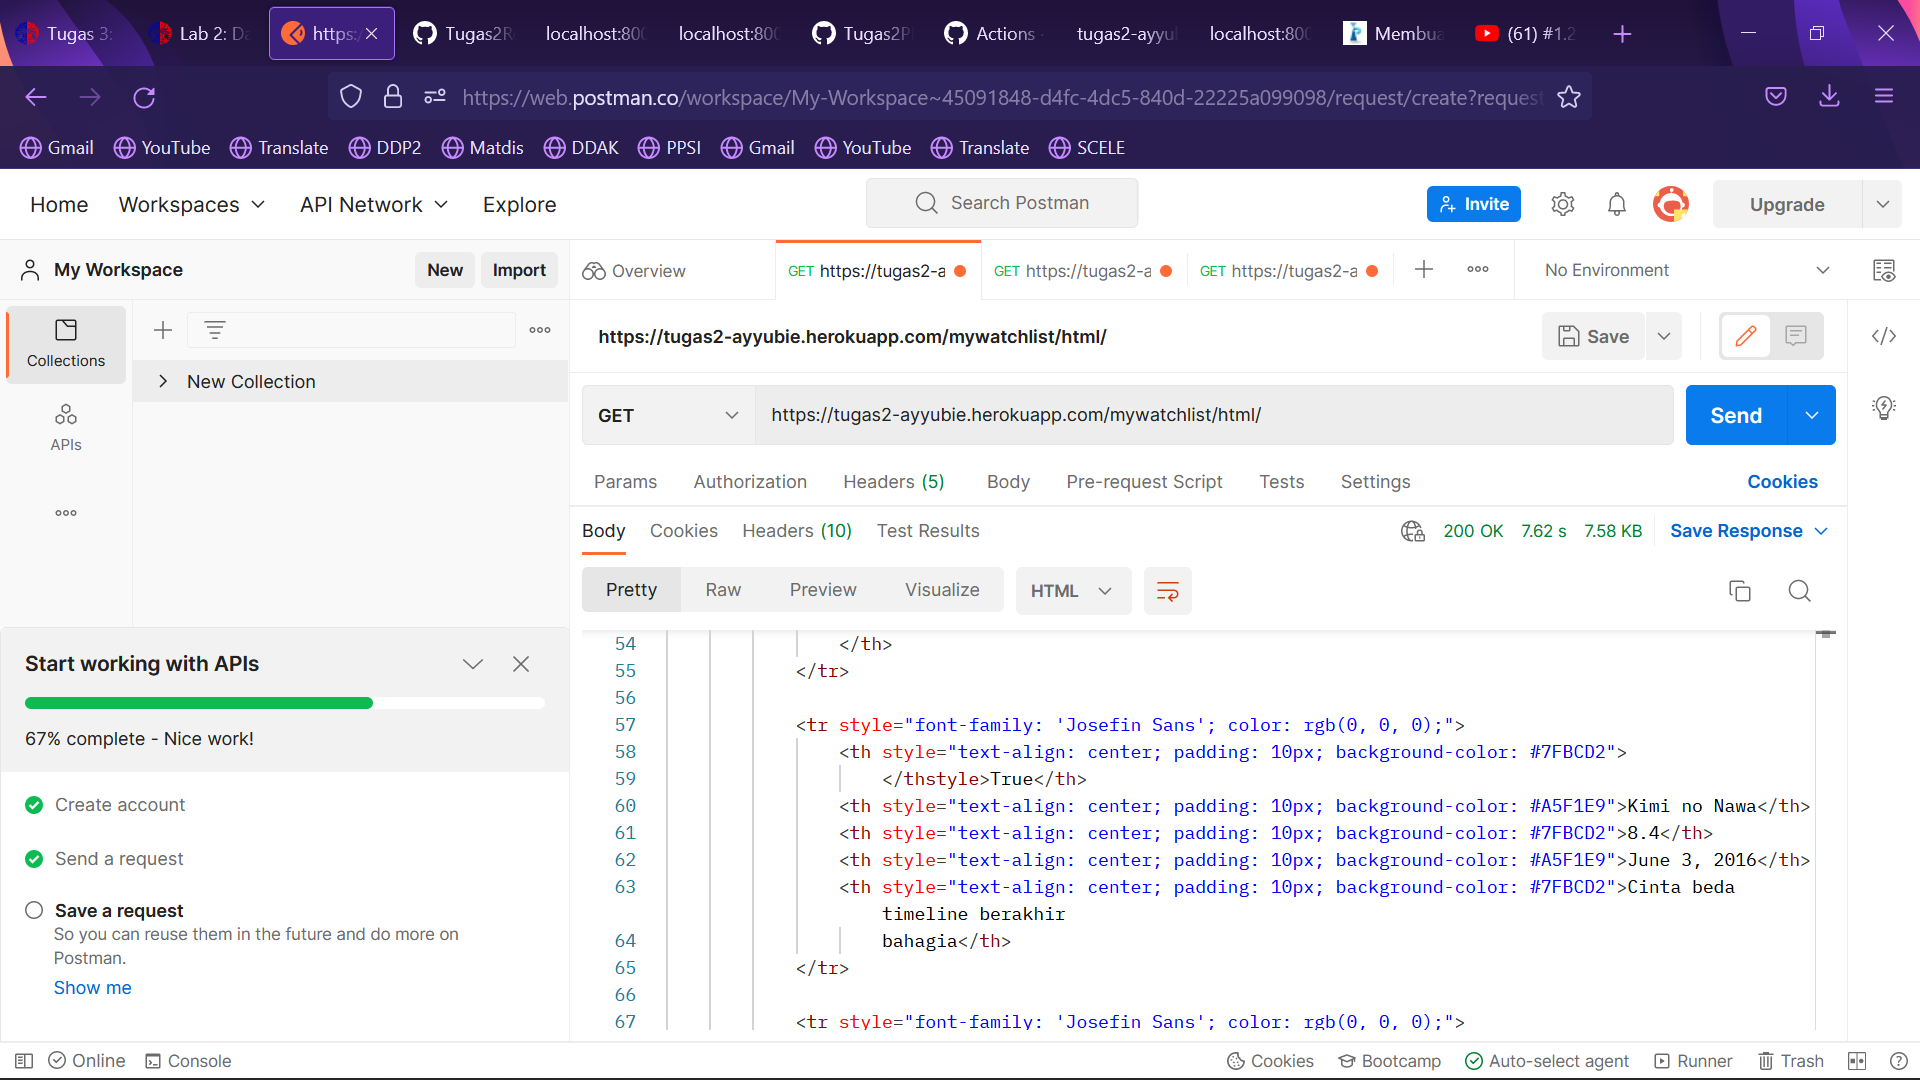 Tugas 3:
Lab 2: Da
https:/
Tugas2R
localhost:800
localhost:800
Tugas2P
Actions
tugas2-ayyu
localhost:800
Membua
(61) #1.2
https://web.postman.co/workspace/My-Workspace~45091848-d4fc-4dc5-840d-22225a099098/request/create?request
Gmail YouTube Translate DDP2 Matdis DDAK PPSI Gmail YouTube Translate SCELE
Home Workspaces API Network Explore
Search Postman
Invite
Upgrade
My Workspace
New Import
Overview
GET https://tugas2-a
GET https://tugas2-a
GET https://tugas2-a
No Environment
Collections
APIs
New Collection
https://tugas2-ayyubie.herokuapp.com/mywatchlist/html/
Save
GET
https://tugas2-ayyubie.herokuapp.com/mywatchlist/html/
Send
Params Authorization Headers (5) Body Pre-request Script Tests Settings
Cookies
Body Cookies Headers (10) Test Results
200 OK 7.62 s 7.58 KB Save Response
Pretty Raw Preview Visualize HTML
54 </th>
55 </tr>
56
57 <tr style="font-family: 'Josefin Sans'; color: rgb(0, 0, 0);">
58 <th style="text-align: center; padding: 10px; background-color: #7FBCD2">
59 </thstyle>True</th>
60 <th style="text-align: center; padding: 10px; background-color: #A5F1E9">Kimi no Nawa</th>
61 <th style="text-align: center; padding: 10px; background-color: #7FBCD2">8.4</th>
62 <th style="text-align: center; padding: 10px; background-color: #A5F1E9">June 3, 2016</th>
63 <th style="text-align: center; padding: 10px; background-color: #7FBCD2">Cinta beda
timeline berakhir
64 bahagia</th>
65 </tr>
66
67 <tr style="font-family: 'Josefin Sans'; color: rgb(0, 0, 0);">
Start working with APIs
67% complete - Nice work!
Create account
Send a request
Save a request
So you can reuse them in the future and do more on
Postman.
Show me
Online Console
Cookies Bootcamp Auto-select agent Runner Trash